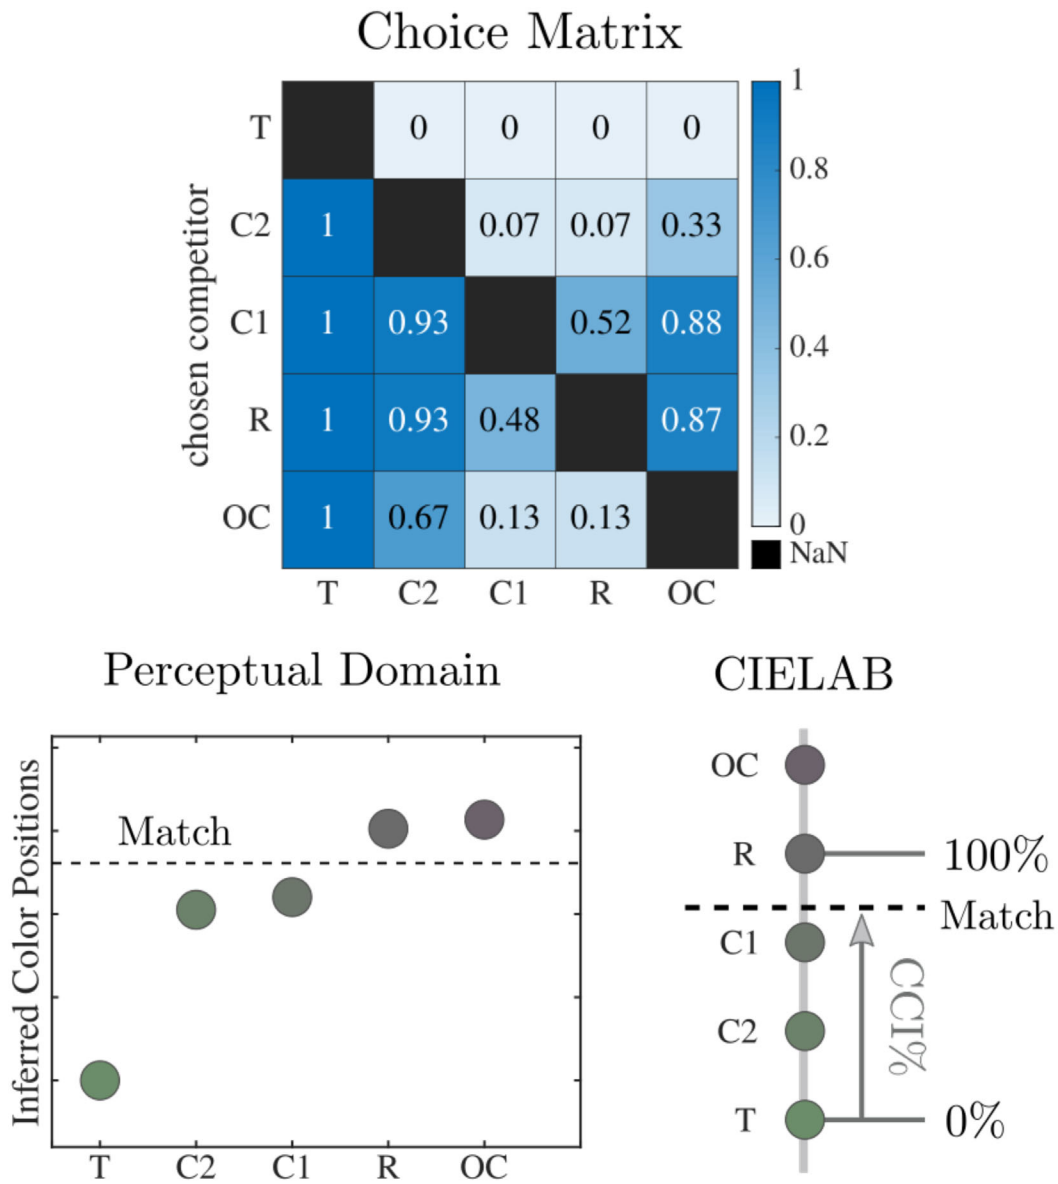 Choice Matrix
chosen competitor
T 0 0 0 0
C2 1 0.07 0.07 0.33
C1 1 0.93 0.52 0.88
R 1 0.93 0.48 0.87
OC 1 0.67 0.13 0.13
T C2 C1 R OC
1
0.8
0.6
0.4
0.2
0
NaN
Perceptual Domain
Inferred Color Positions
Match
T C2 C1 R OC
CIELAB
OC
R 100%
Match
C1
CCI%
C2
T 0%